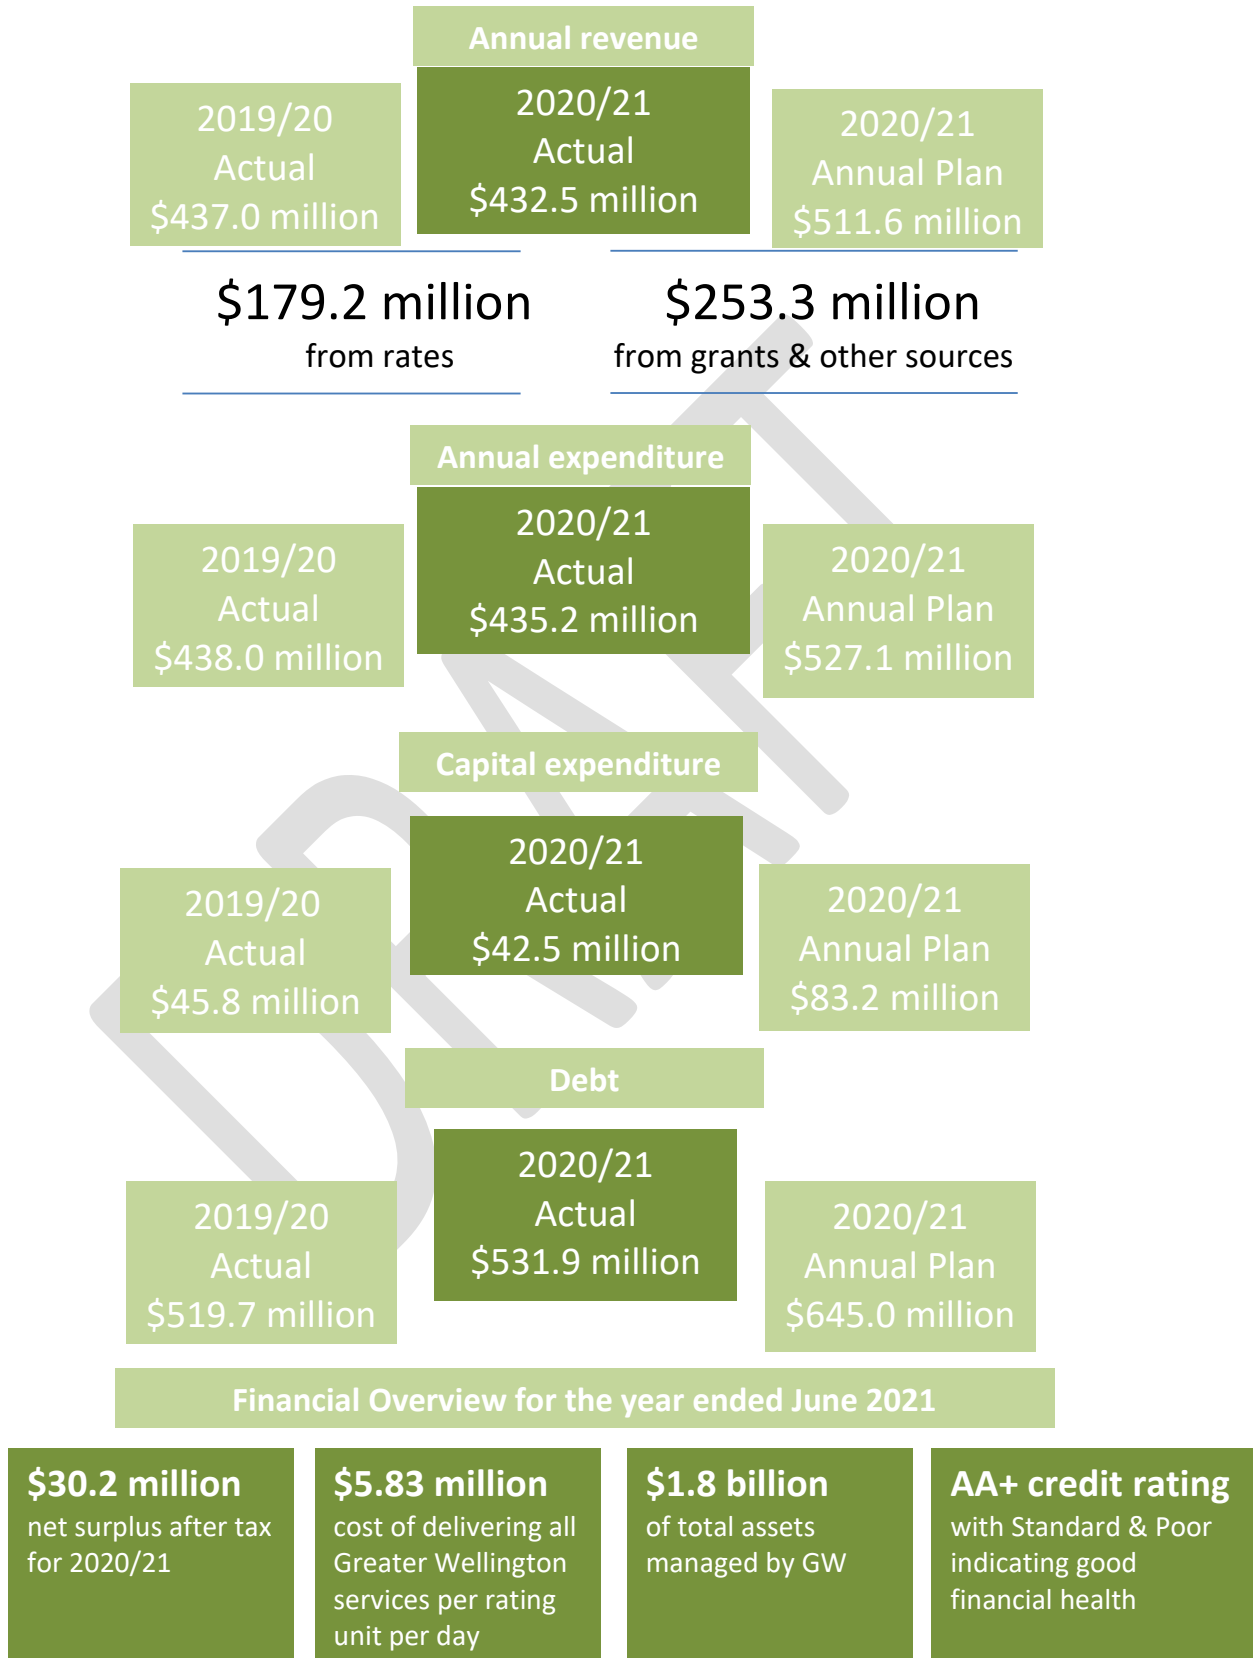 Annual revenue
2019/20
Actual
$437.0 million
2020/21
Actual
$432.5 million
2020/21
Annual Plan
$511.6 million
$179.2 million
from rates
$253.3 million
from grants & other sources
Annual expenditure
2019/20
Actual
$438.0 million
2020/21
Actual
$435.2 million
2020/21
Annual Plan
$527.1 million
Capital expenditure
2019/20
Actual
$45.8 million
2020/21
Actual
$42.5 million
2020/21
Annual Plan
$83.2 million
Debt
2019/20
Actual
$519.7 million
2020/21
Actual
$531.9 million
2020/21
Annual Plan
$645.0 million
Financial Overview for the year ended June 2021
$30.2 million
net surplus after tax
for 2020/21
$5.83 million
cost of delivering all
Greater Wellington
services per rating
unit per day
$1.8 billion
of total assets
managed by GW
AA+ credit rating
with Standard & Poor
indicating good
financial health
DRAFT